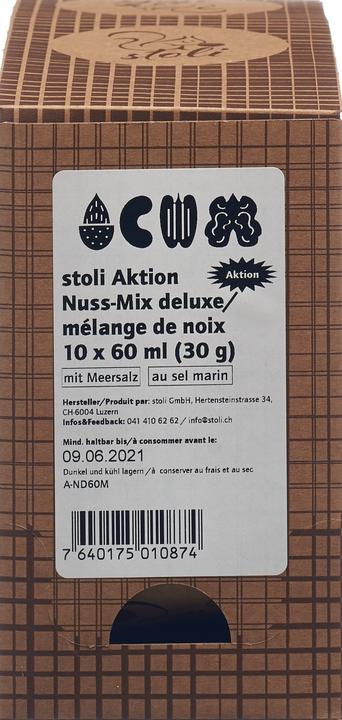 stoli
stoli Aktion
Aktion
Nuss-Mix deluxe/
mélange de noix
10 x 60 ml (30 g)
mit Meersalz au sel marin
Hersteller/Produit par: stoli GmbH, Hertensteinstrasse 34,
CH-6004 Luzern
Infos&Feedback: 041 410 62 62 / info@stoli.ch
Mind. haltbar bis/à consommer avant le:
09.06.2021
Dunkel und kühl lagern /à conserver au frais et au sec
A-ND60M
7 640175 010874